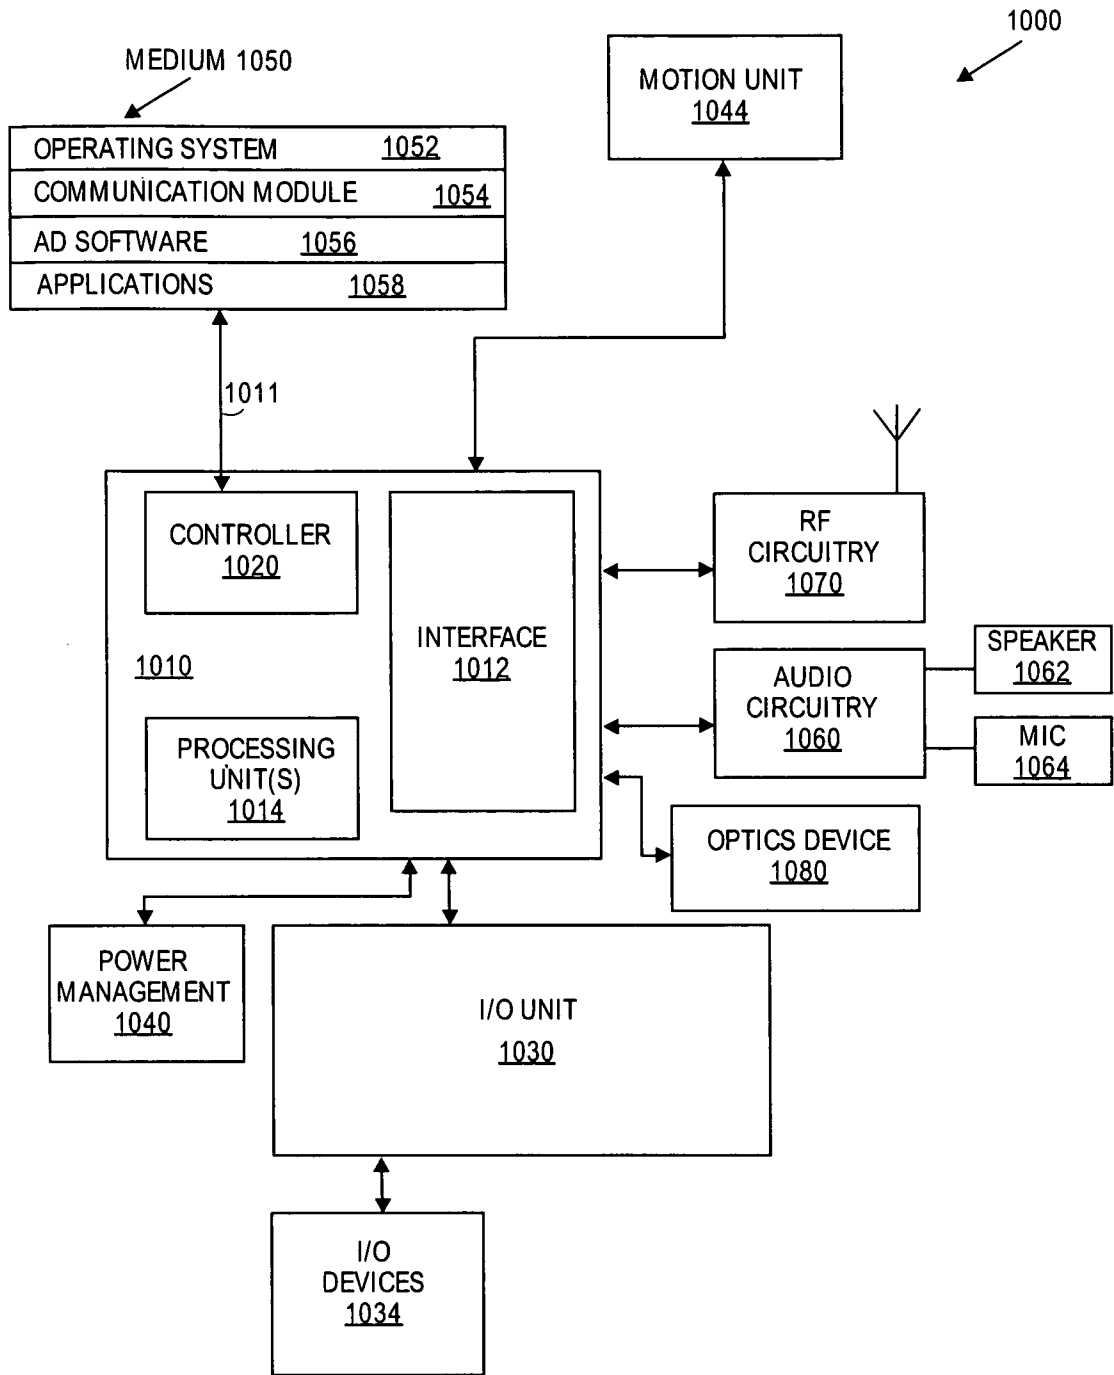 1000
MEDIUM 1050
MOTION UNIT
1044
OPERATING SYSTEM 1052
COMMUNICATION MODULE 1054
AD SOFTWARE 1056
APPLICATIONS 1058
1011
CONTROLLER
1020
INTERFACE
1012
1010
PROCESSING
UNIT(S)
1014
RF
CIRCUITRY
1070
AUDIO
CIRCUITRY
1060
SPEAKER
1062
MIC
1064
OPTICS DEVICE
1080
POWER
MANAGEMENT
1040
I/O UNIT
1030
I/O
DEVICES
1034